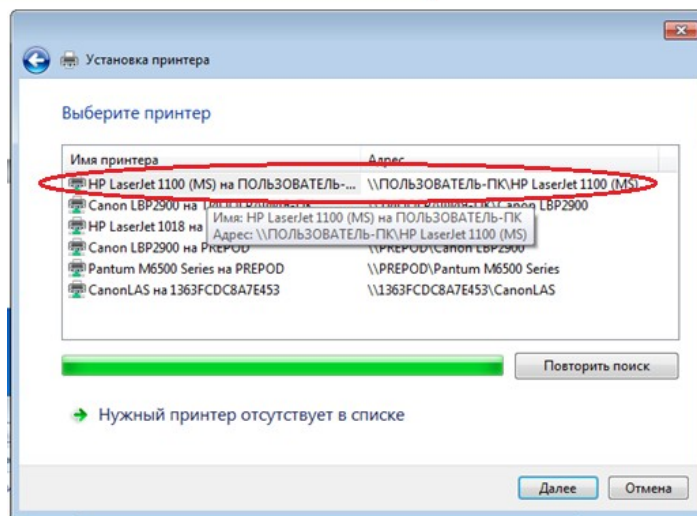 Установка принтера
Выберите принтер
Имя принтера Адрес
HP LaserJet 1100 (MS) на ПОЛЬЗОВАТЕЛЬ-... \\ПОЛЬЗОВАТЕЛЬ-ПК\HP LaserJet 1100 (MS)
Canon LBP2900 на Canon LBP2900
Имя: HP LaserJet 1100 (MS) на ПОЛЬЗОВАТЕЛЬ-ПК
HP LaserJet 1018 на
Адрес: \\ПОЛЬЗОВАТЕЛЬ-ПК\HP LaserJet 1100 (MS)
Canon LBP2900 на PREPOD \\PREPOD\Canon LBP2900
Pantum M6500 Series на PREPOD \\PREPOD\Pantum M6500 Series
CanonLAS на 1363FCDC8A7E453 \\1363FCDC8A7E453\CanonLAS
Повторить поиск
Нужный принтер отсутствует в списке
Далее Отмена